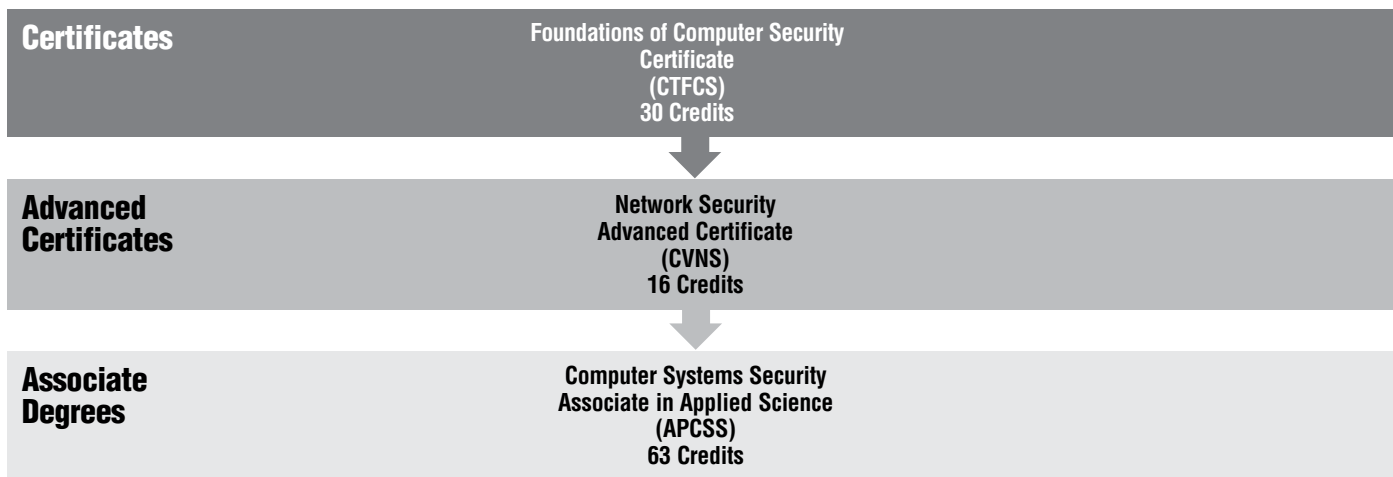 Certificates
Foundations of Computer Security
Certificate
(CTFCS)
30 Credits
Advanced
Certificates
Network Security
Advanced Certificate
(CVNS)
16 Credits
Associate
Degrees
Computer Systems Security
Associate in Applied Science
(APCSS)
63 Credits